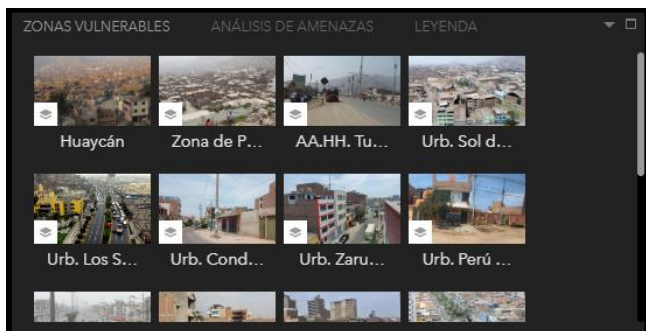 ZONAS VULNERABLES ANÁLISIS DE AMENAZAS LEYENDA
Huaycán Zona de P... AA.HH. Tu... Urb. Sol d...
Urb. Los S... Urb. Cond... Urb. Zaru... Urb. Perú ...